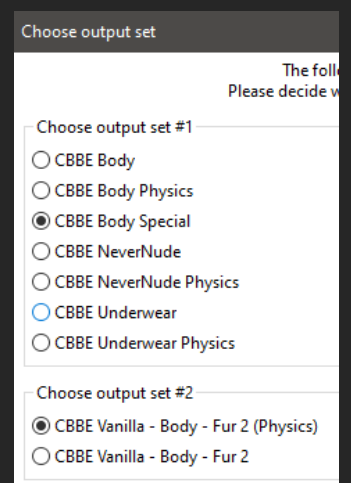 Choose output set
The foll
Please decide w
Choose output set #1
CBBE Body
CBBE Body Physics
CBBE Body Special
CBBE NeverNude
CBBE NeverNude Physics
CBBE Underwear
CBBE Underwear Physics
Choose output set #2
CBBE Vanilla - Body - Fur 2 (Physics)
CBBE Vanilla - Body - Fur 2